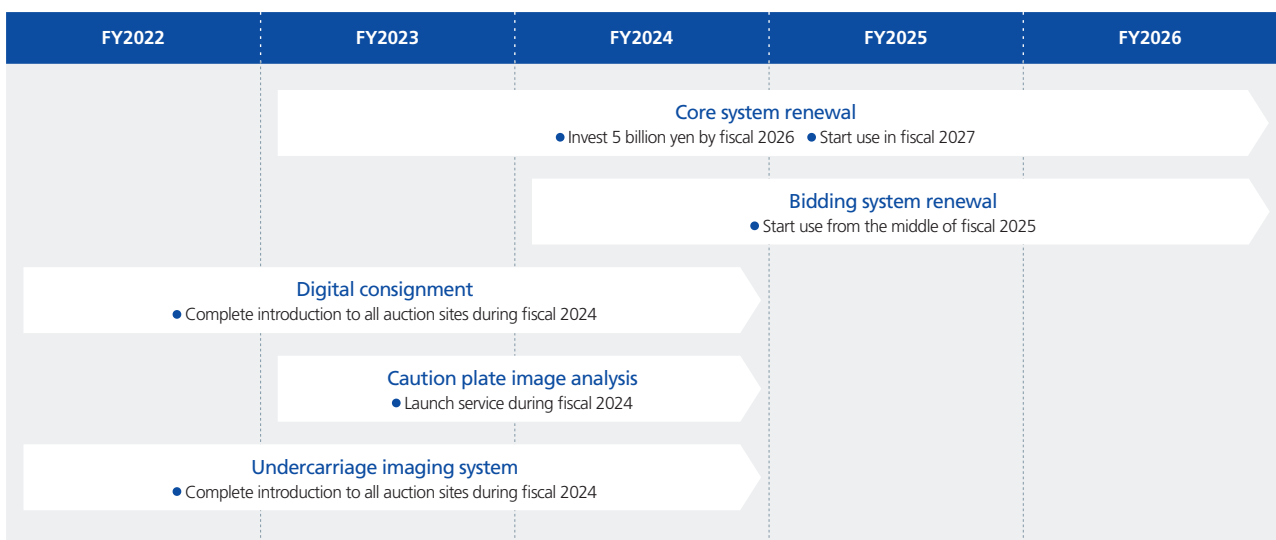 FY2022 FY2023 FY2024 FY2025 FY2026
Core system renewal
● Invest 5 billion yen by fiscal 2026 ● Start use in fiscal 2027
Bidding system renewal
● Start use from the middle of fiscal 2025
Digital consignment
● Complete introduction to all auction sites during fiscal 2024
Caution plate image analysis
● Launch service during fiscal 2024
Undercarriage imaging system
● Complete introduction to all auction sites during fiscal 2024